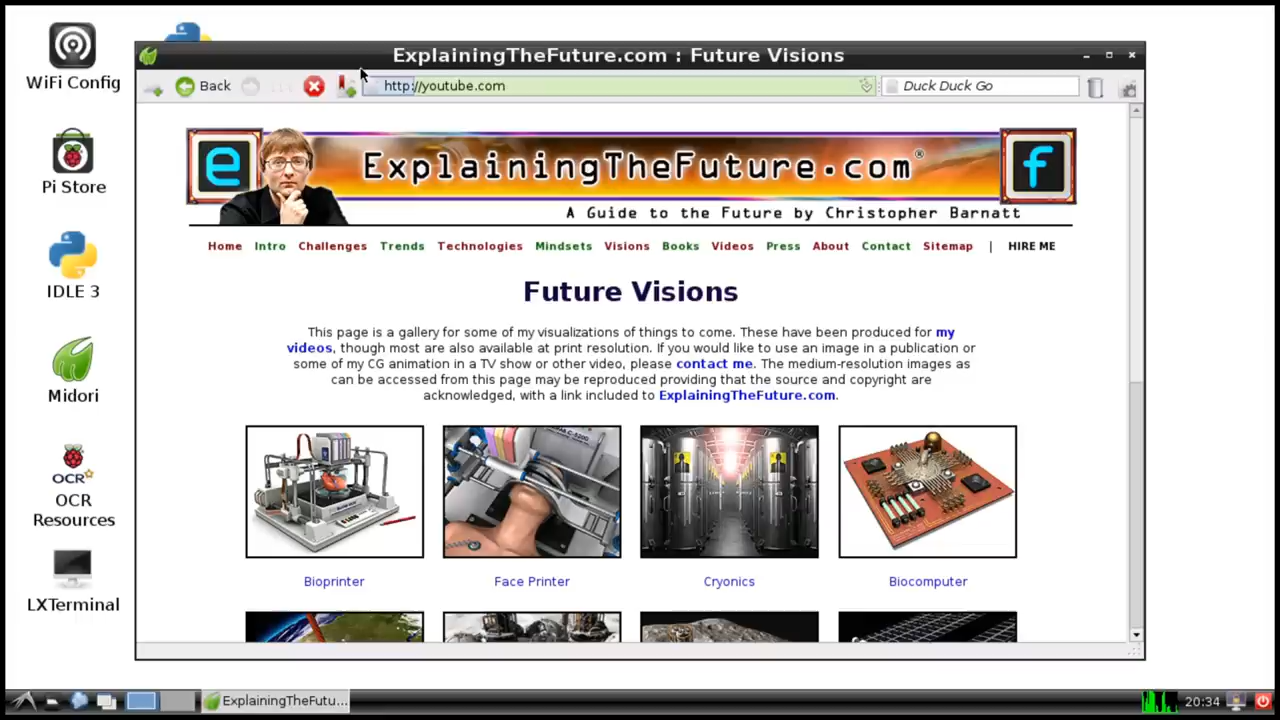 WiFi Config
Pi Store
IDLE 3
Midori
OCR
OCR
Resources
LXTerminal
ExplainingTheFuture.com : Future Visions
Back
http://youtube.com
Duck Duck Go
e
ExplainingTheFuture.com®
f
A Guide to the Future by Christopher Barnatt
Home Intro Challenges Trends Technologies Mindsets Visions Books Videos Press About Contact Sitemap | HIRE ME
Future Visions
This page is a gallery for some of my visualizations of things to come. These have been produced for my
videos, though most are also available at print resolution. If you would like to use an image in a publication or
some of my CG animation in a TV show or other video, please contact me. The medium-resolution images as
can be accessed from this page may be reproduced providing that the source and copyright are
acknowledged, with a link included to ExplainingTheFuture.com.
Bioprinter
Face Printer
Cryonics
Biocomputer
ExplainingTheFutu...
20:34